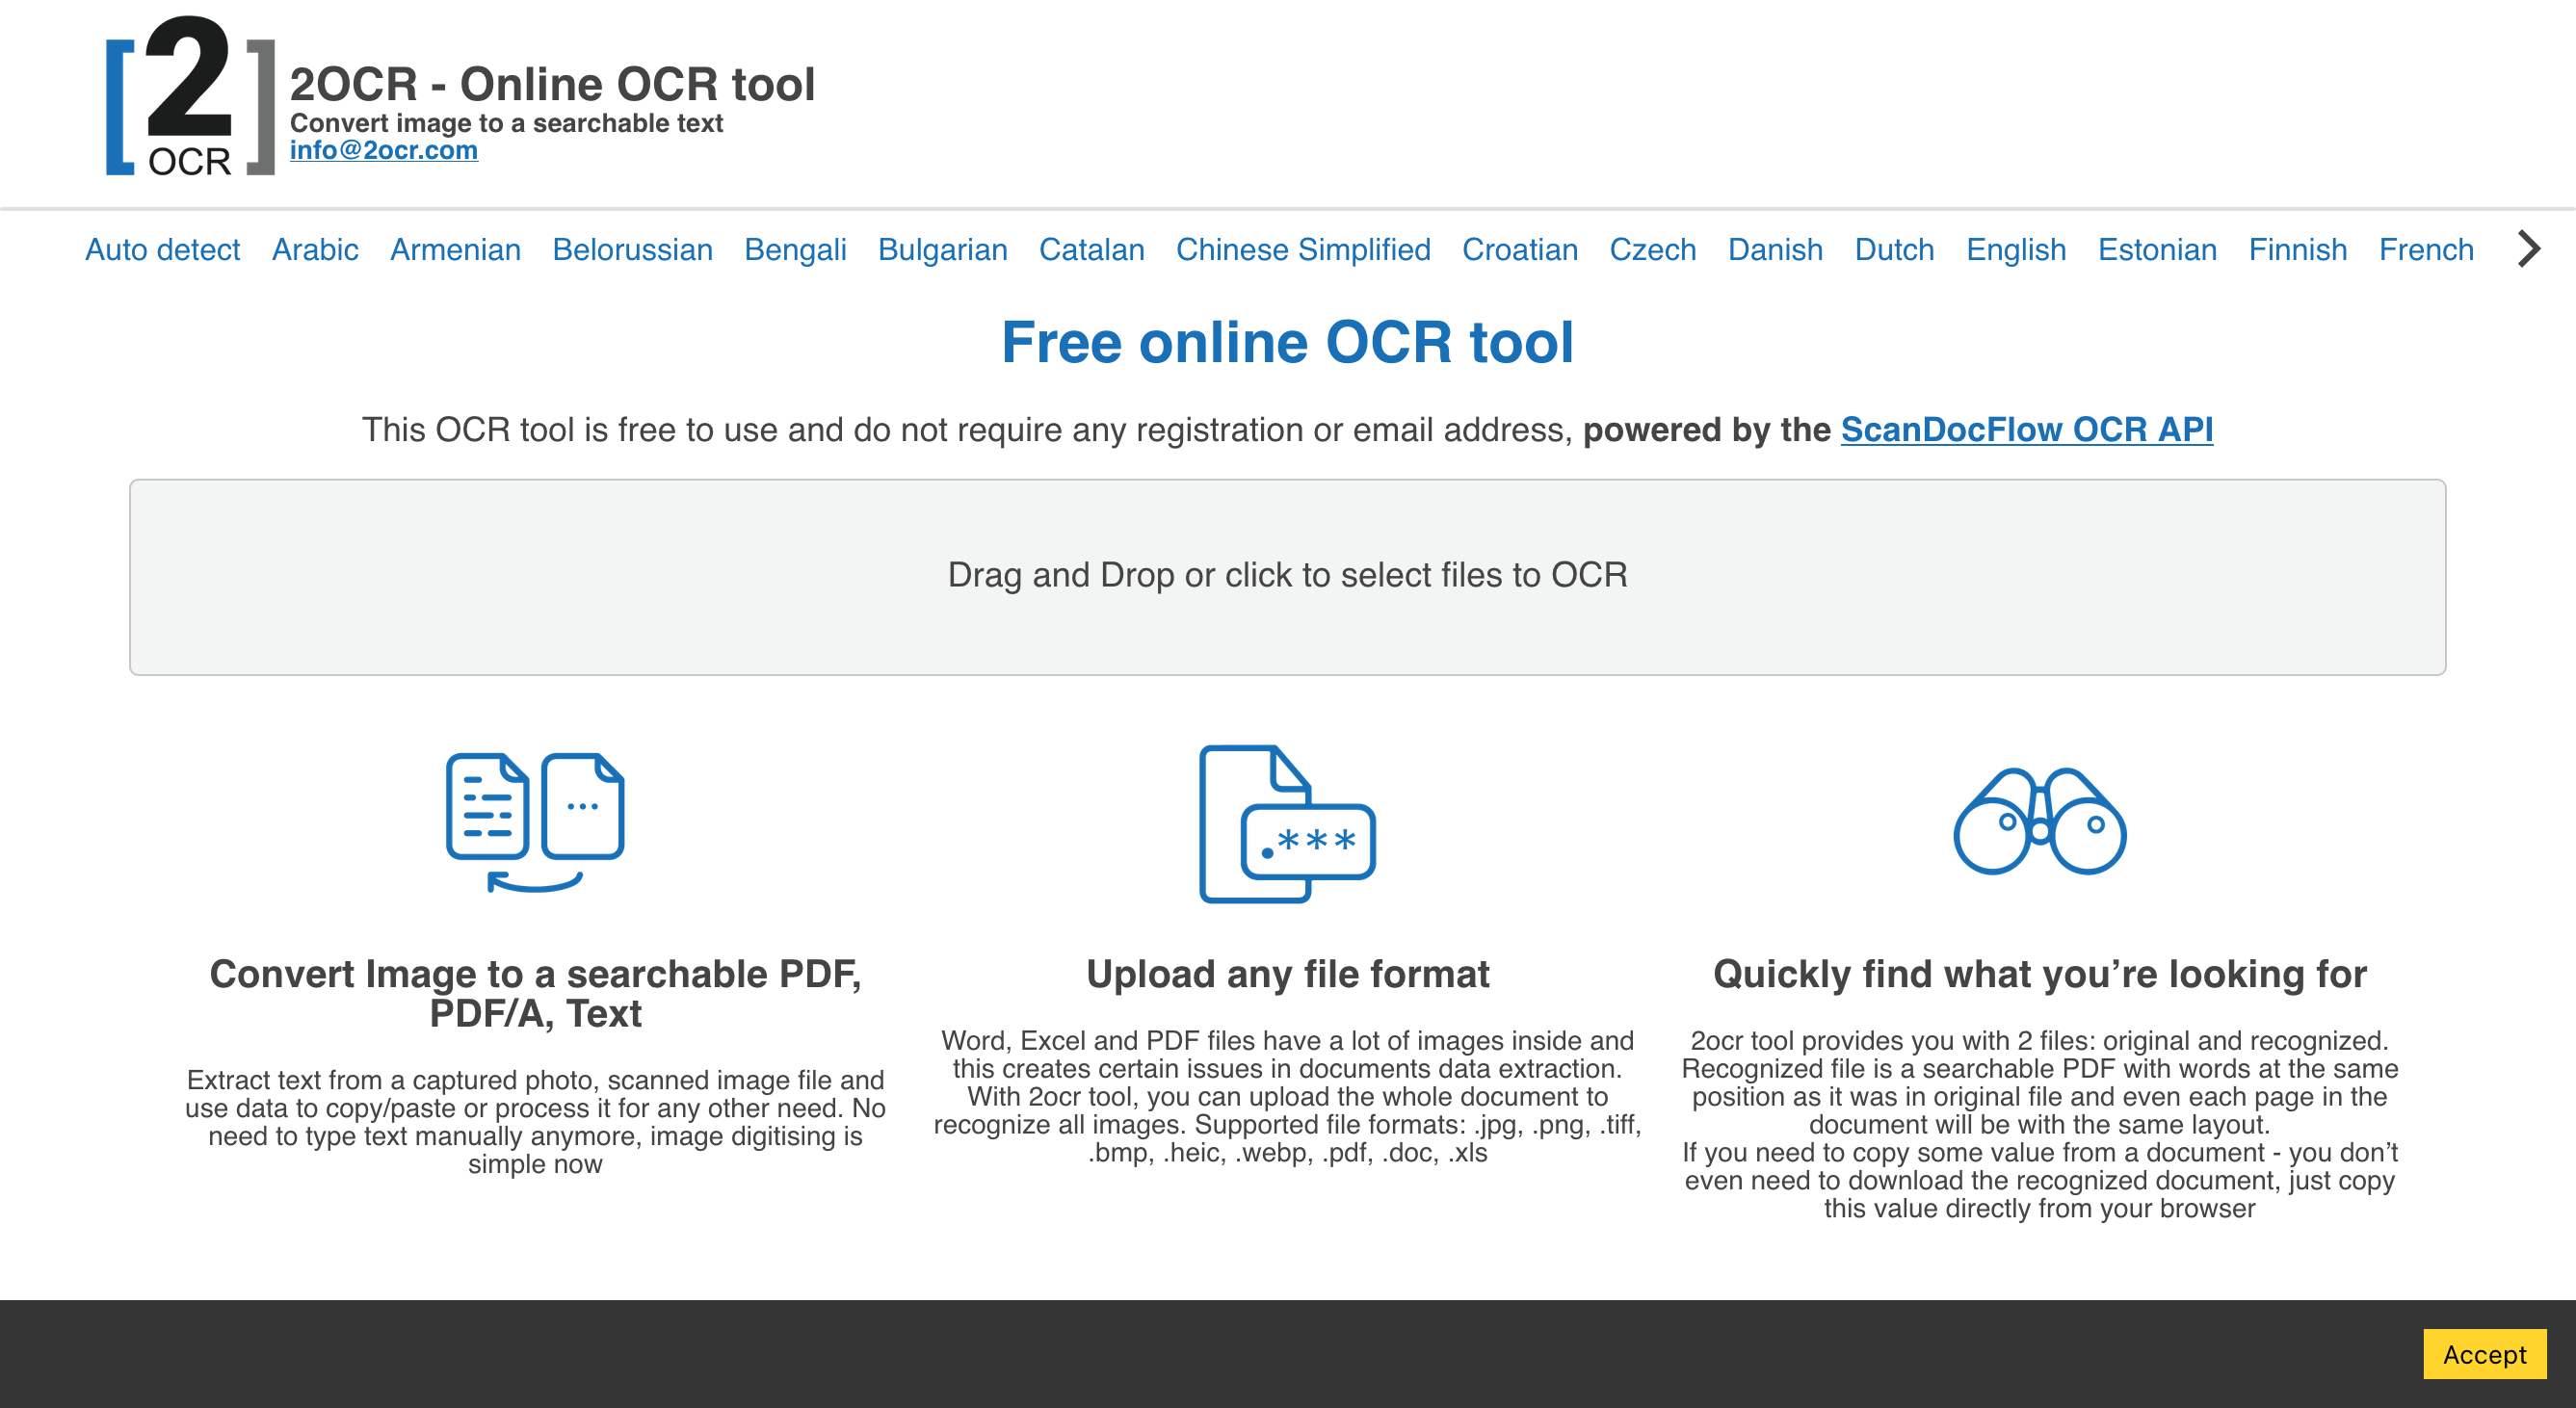 [2]
OCR
2OCR - Online OCR tool
Convert image to a searchable text
info@2ocr.com
Auto detect Arabic Armenian Belorussian Bengali Bulgarian Catalan Chinese Simplified Croatian Czech Danish Dutch English Estonian Finnish French
Free online OCR tool
This OCR tool is free to use and do not require any registration or email address, powered by the ScanDocFlow OCR API
Drag and Drop or click to select files to OCR
.***
Convert Image to a searchable PDF,
PDF/A, Text
Extract text from a captured photo, scanned image file and
use data to copy/paste or process it for any other need. No
need to type text manually anymore, image digitising is
simple now
Upload any file format
Word, Excel and PDF files have a lot of images inside and
this creates certain issues in documents data extraction.
With 2ocr tool, you can upload the whole document to
recognize all images. Supported file formats: .jpg, .png, .tiff,
.bmp, .heic, .webp, .pdf, .doc, .xls
Quickly find what you’re looking for
2ocr tool provides you with 2 files: original and recognized.
Recognized file is a searchable PDF with words at the same
position as it was in original file and even each page in the
document will be with the same layout.
If you need to copy some value from a document - you don’t
even need to download the recognized document, just copy
this value directly from your browser
Accept